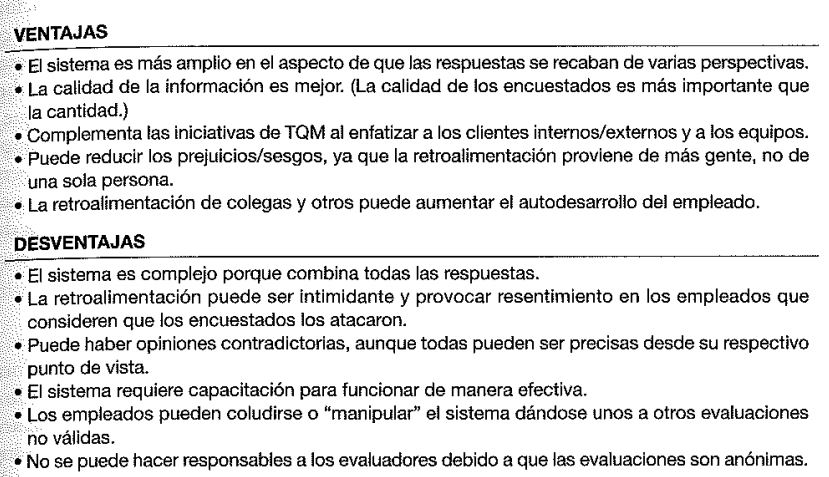 VENTAJAS
• El sistema es más amplio en el aspecto de que las respuestas se recaban de varias perspectivas.
• La calidad de la información es mejor. (La calidad de los encuestados es más importante que
la cantidad.)
• Complementa las iniciativas de TQM al enfatizar a los clientes internos/externos y a los equipos.
• Puede reducir los prejuicios/sesgos, ya que la retroalimentación proviene de más gente, no de
una sola persona.
• La retroalimentación de colegas y otros puede aumentar el autodesarrollo del empleado.
DESVENTAJAS
• El sistema es complejo porque combina todas las respuestas.
• La retroalimentación puede ser intimidante y provocar resentimiento en los empleados que
consideren que los encuestados los atacaron.
• Puede haber opiniones contradictorias, aunque todas pueden ser precisas desde su respectivo
punto de vista.
• El sistema requiere capacitación para funcionar de manera efectiva.
• Los empleados pueden coludirse o “manipular” el sistema dándose unos a otros evaluaciones
no válidas.
• No se puede hacer responsables a los evaluadores debido a que las evaluaciones son anónimas.